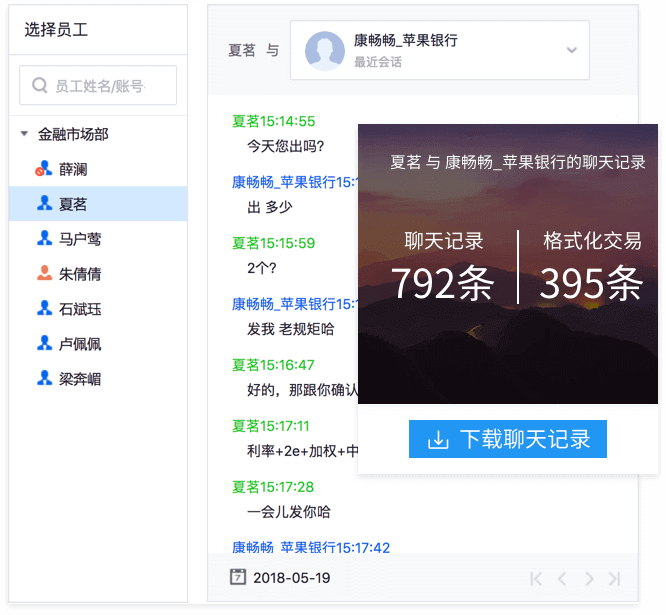 选择员工
员工姓名/账号
金融市场部
薛澜
夏茗
马户莺
朱倩倩
石斌珏
卢佩佩
梁奔嵋
夏茗 与
康畅畅_苹果银行
最近会话
夏茗15:14:55
今天您出吗?
康畅畅_苹果银行15:1
出 多少
夏茗15:15:59
2个?
康畅畅_苹果银行15:1
发我 老规矩哈
夏茗15:16:47
好的，那跟你确认
夏茗15:17:11
利率+2e+加权+中
夏茗15:17:28
一会儿发你哈
康畅畅_苹果银行15:17:42
7
2018-05-19
夏茗 与 康畅畅_苹果银行的聊天记录
聊天记录
792条
格式化交易
395条
下载聊天记录